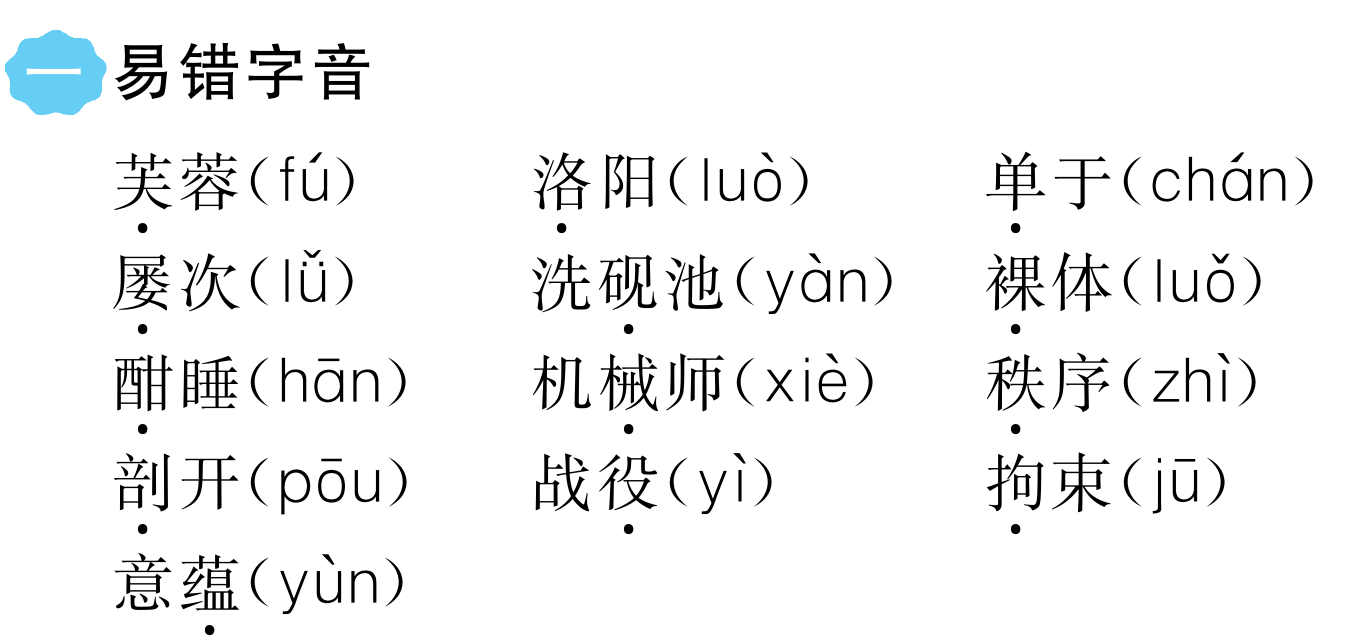 一 易错字音
芙蓉(fú) 洛阳(luò) 单于(chán)
屡次(lǚ) 洗砚池(yàn) 裸体(luǒ)
酣睡(hān) 机械师(xiè) 秩序(zhì)
剖开(pōu) 战役(yì) 拘束(jū)
意蕴(yùn)